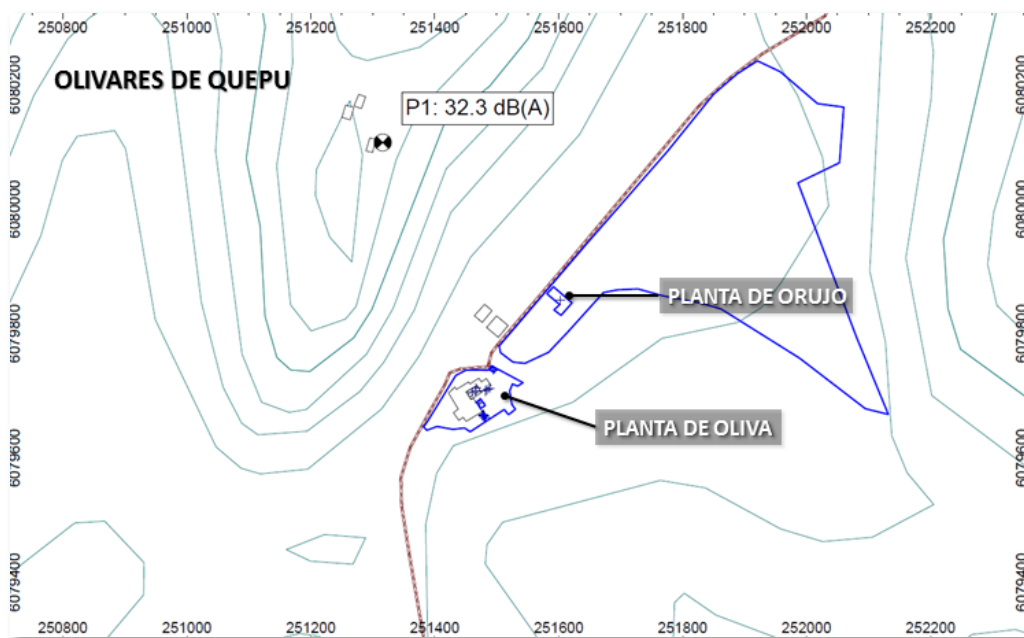 250800 251000 251200 251400 251600 251800 252000 252200
OLIVARES DE QUEPU
P1: 32.3 dB(A)
6080200 6080200
6080000 6080000
PLANTA DE ORUJO
6079800 6079800
PLANTA DE OLIVA
6079600 6079600
6079400 6079400
250800 251000 251200 251400 251600 251800 252000 252200